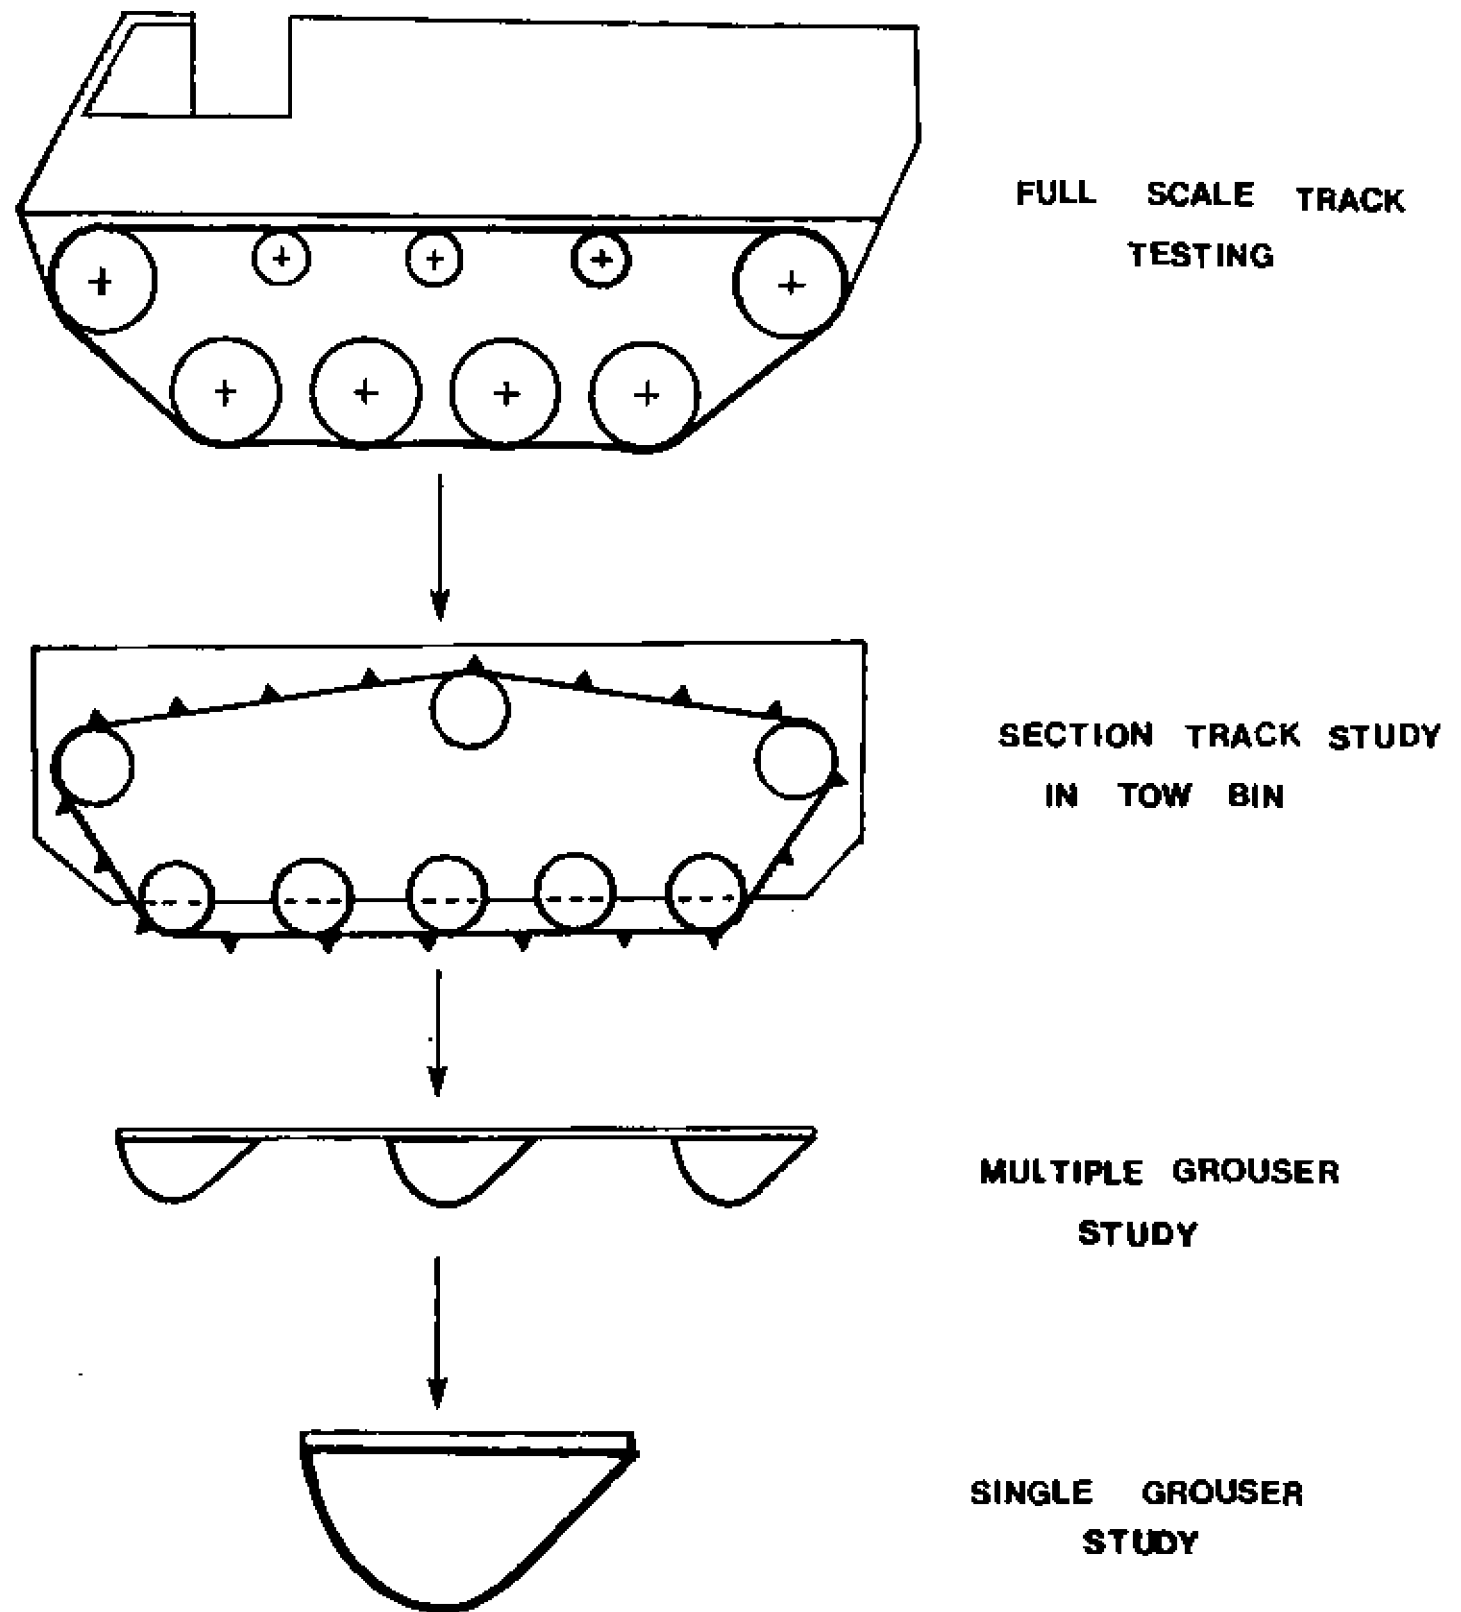 FULL SCALE TRACK
TESTING
SECTION TRACK STUDY
IN TOW BIN
MULTIPLE GROUSER
STUDY
SINGLE GROUSER
STUDY